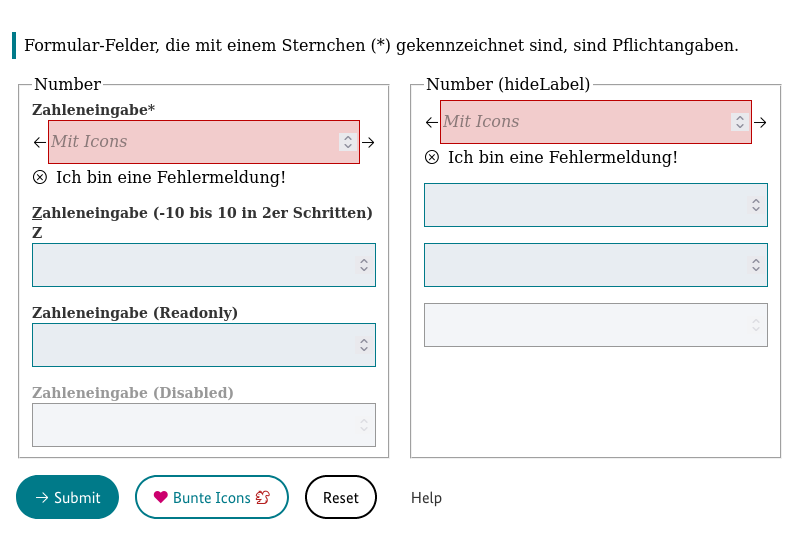 Formular-Felder, die mit einem Sternchen (*) gekennzeichnet sind, sind Pflichtangaben.
Number
Zahleneingabe*
← Mit Icons →
Ich bin eine Fehlermeldung!
Zahleneingabe (-10 bis 10 in 2er Schritten)
Z
Zahleneingabe (Readonly)
Zahleneingabe (Disabled)
Number (hideLabel)
← Mit Icons →
Ich bin eine Fehlermeldung!
→ Submit
Bunte Icons
Reset
Help